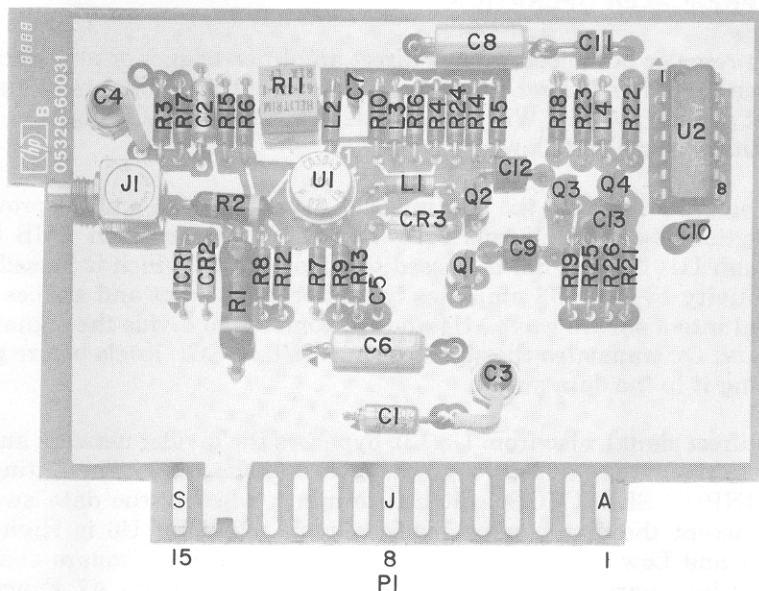 C8 C11
8888
B
05326-60031
hp
C4 R3 R17 C2 R15 R6 R11 L2 C7 R10 L3 R16 R4 R24 R14 R5 R18 R23 L4 R22 1 U2 8
HELITRIM
J1 R2 U1 L1 C12 Q2 Q3 Q4
CR3 C13 C10
CR1 CR2 R1 R8 R12 R7 R9 R13 C5 Q1 C9 R19 R25 R26 R21
C6
C3
C1
S J A
15 8 1
P1